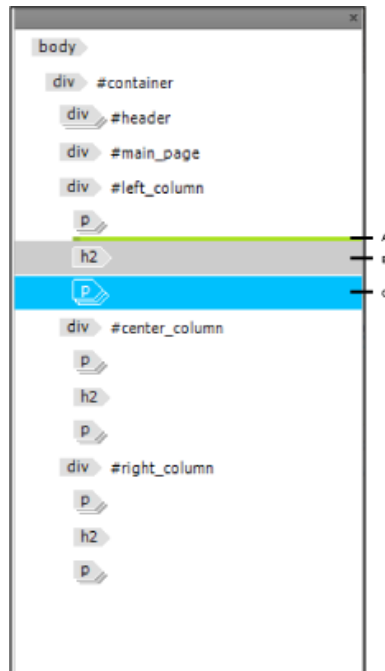 ×
body
div #container
div #header
div #main_page
div #left_column
p
A
h2
p
div #center_column
p
h2
p
div #right_column
p
h2
p